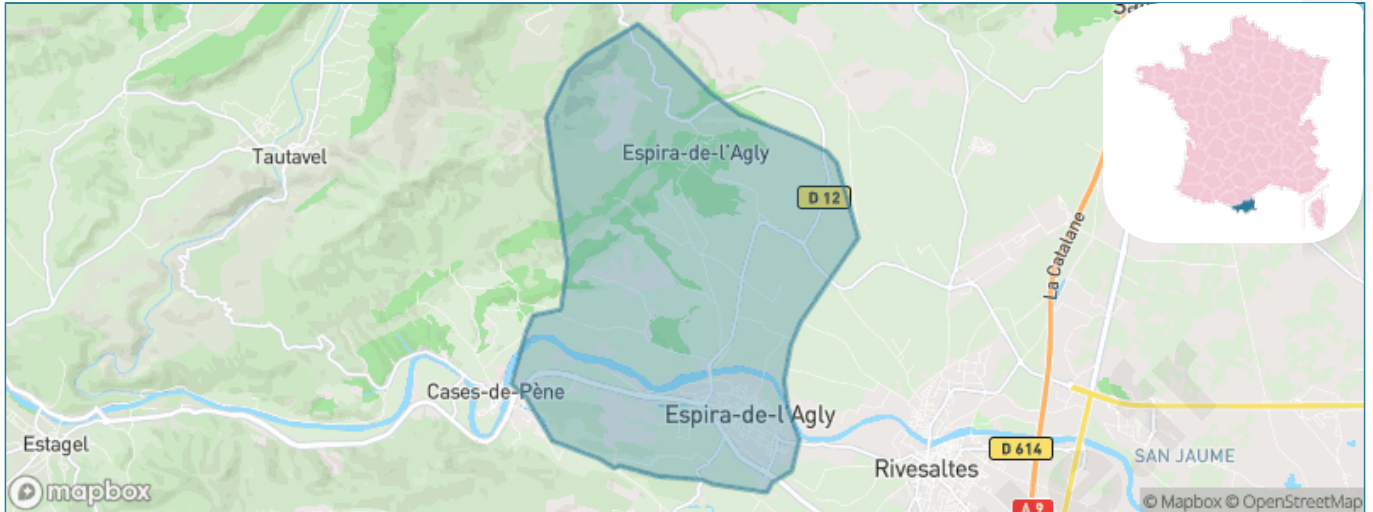 Espira-de-l'Agly
Tautavel
D 12
La Catalane
Cases-de-Pène
Espira-de-l'Agly
Estagel
Rivesaltes
D 614
SAN JAUME
mapbox
A 9
© Mapbox © OpenStreetMap